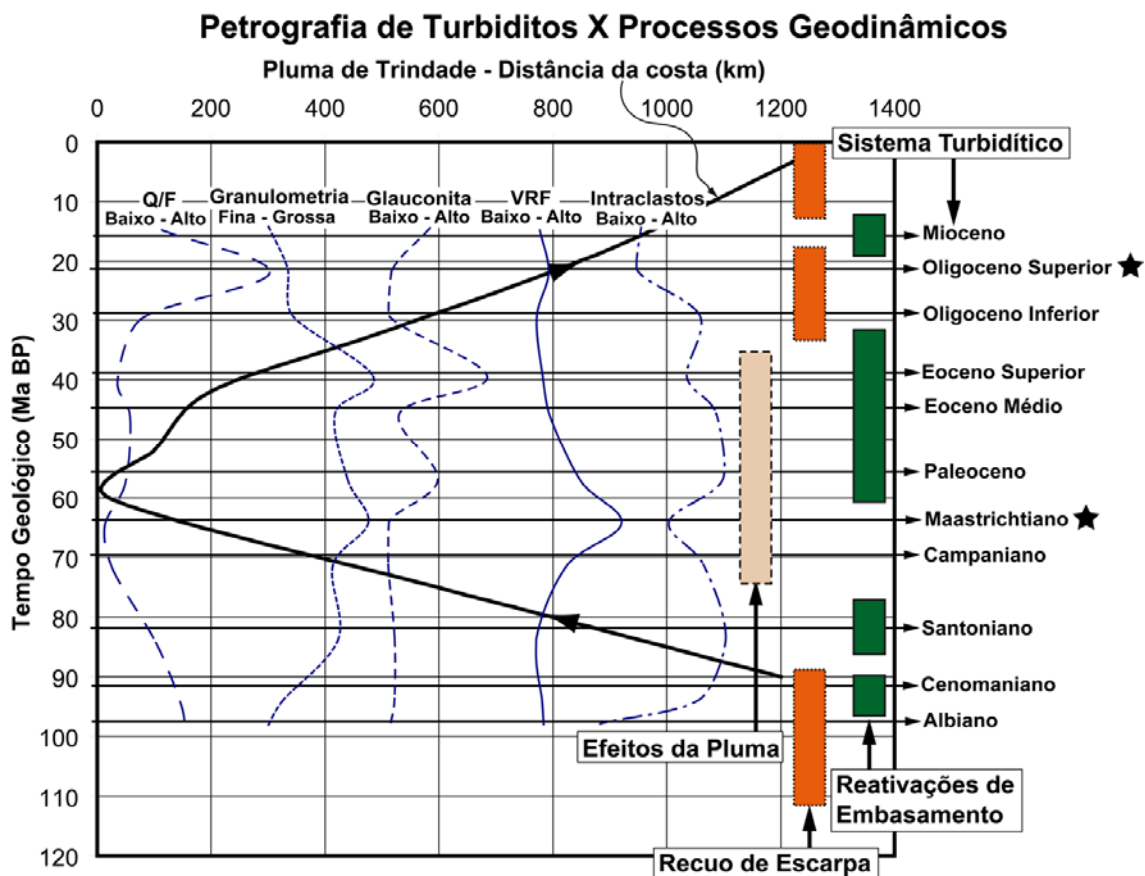 Petrografia de Turbiditos X Processos Geodinâmicos
Pluma de Trindade - Distância da costa (km)
0 200 400 600 800 1000 1200 1400
Tempo Geológico (Ma BP)
0
10
20
30
40
50
60
70
80
90
100
110
120
Q/F
Baixo - Alto
Granulometria
Fina - Grossa
Glauconita
Baixo - Alto
VRF
Baixo - Alto
Intraclastos
Baixo - Alto
Sistema Turbidítico
Mioceno
Oligoceno Superior
Oligoceno Inferior
Eoceno Superior
Eoceno Médio
Paleoceno
Maastrichtiano
Campaniano
Santoniano
Cenomaniano
Albiano
Efeitos da Pluma
Reativações de
Embasamento
Recuo de Escarpa